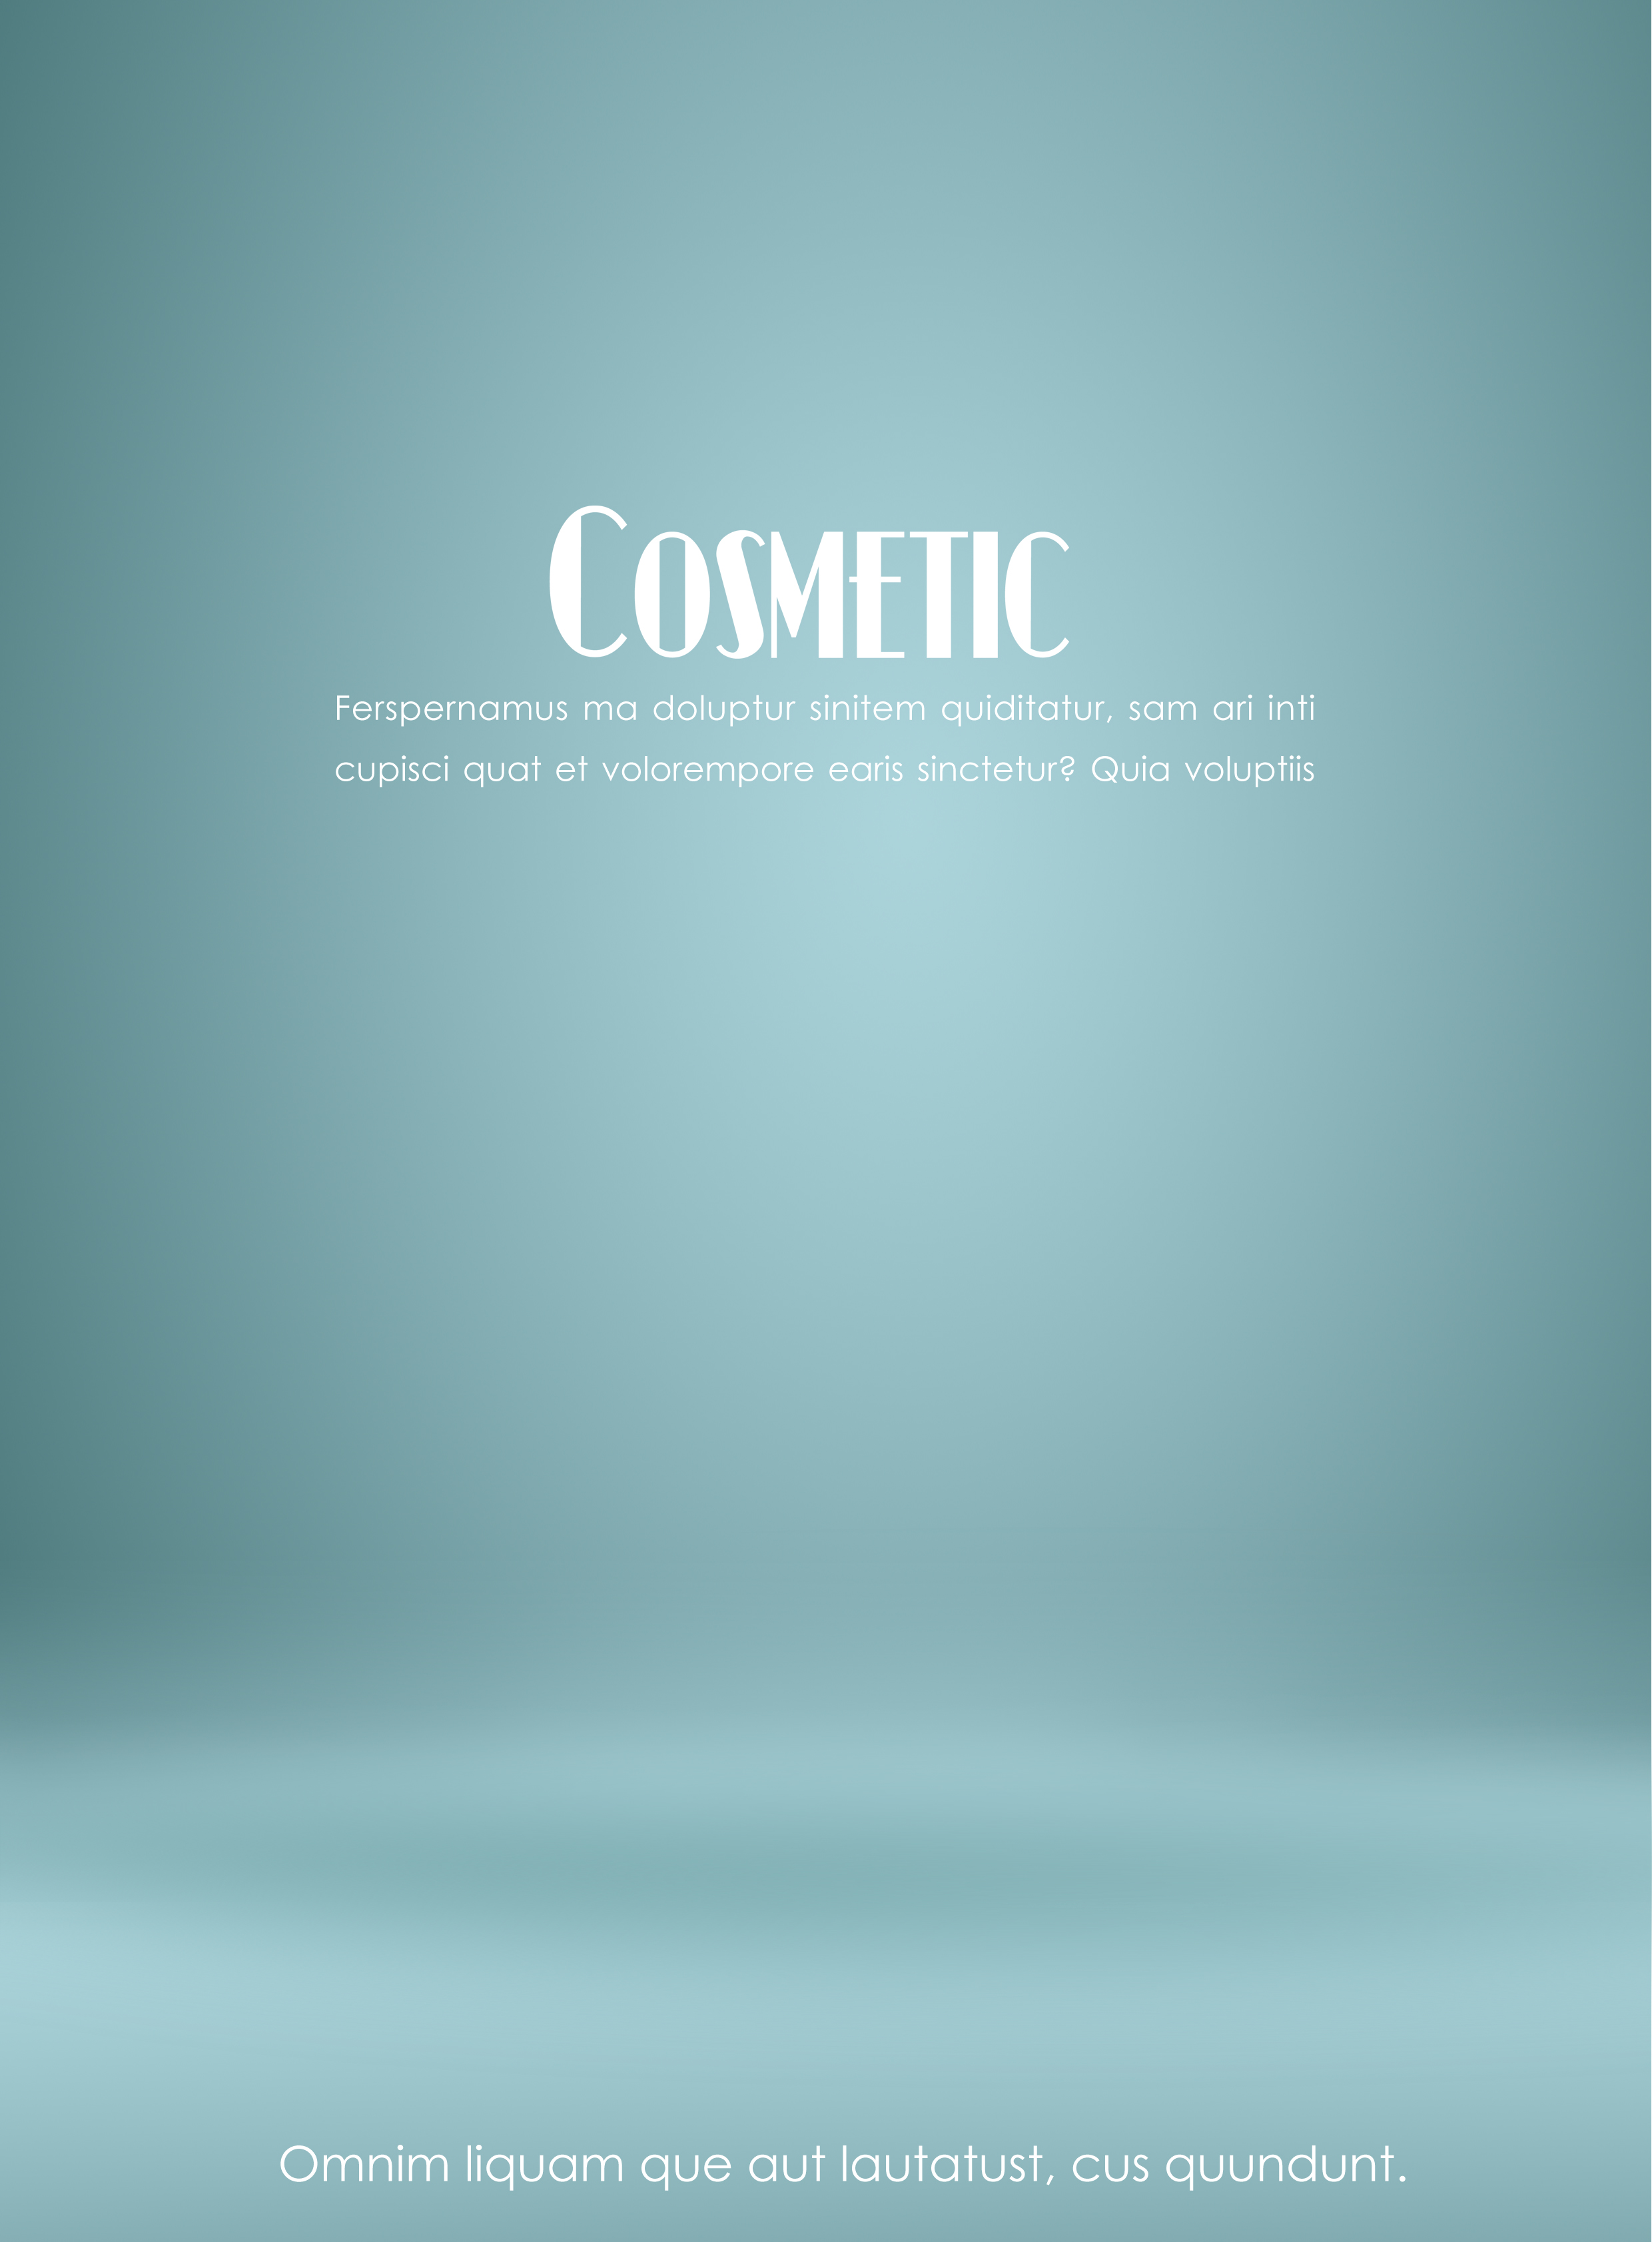 Cosmetic
Ferspernamus ma doluptur sinitem quiditatur, sam ari inti
cupisci quat et volorempore earis sinctetur? Quia voluptiis
Omnim liquam que aut lautatust, cus quundunt.